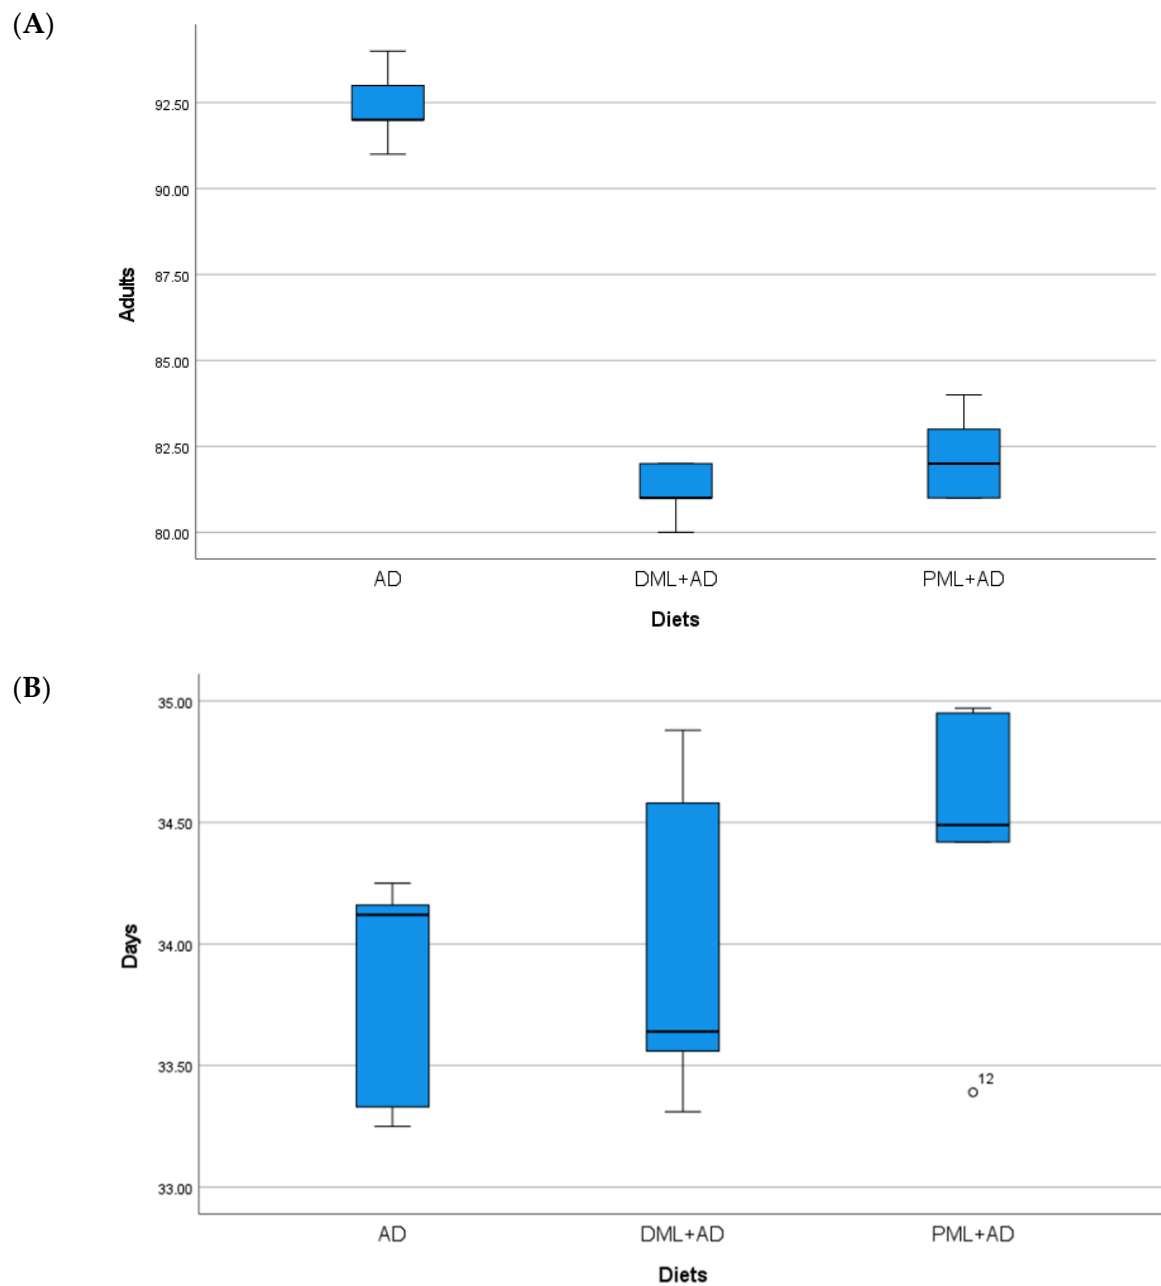 (A)
92.50
90.00
87.50
85.00
82.50
80.00
Adults
AD DML+AD PML+AD
Diets
(B)
35.00
34.50
34.00
33.50
33.00
Days
12
AD DML+AD PML+AD
Diets